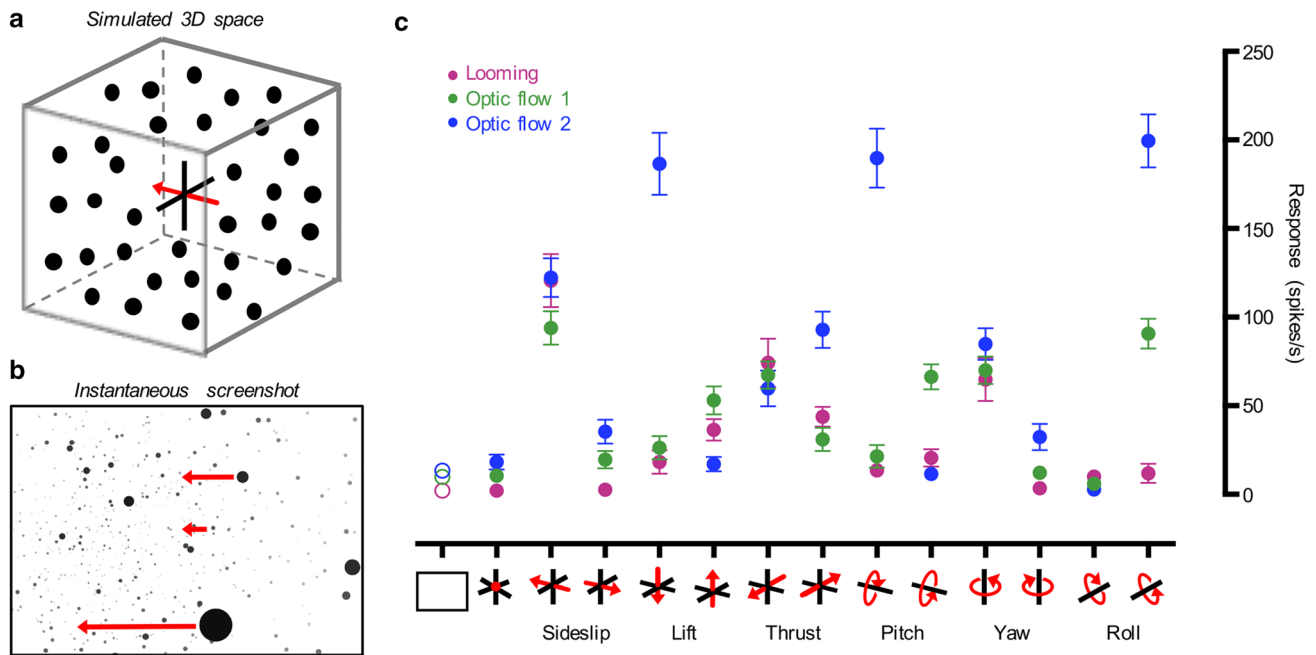 a
Simulated 3D space
b
Instantaneous screenshot
c
Looming
Optic flow 1
Optic flow 2
250
200
150
100
50
0
Response (spikes/s)
Sideslip Lift Thrust Pitch Yaw Roll